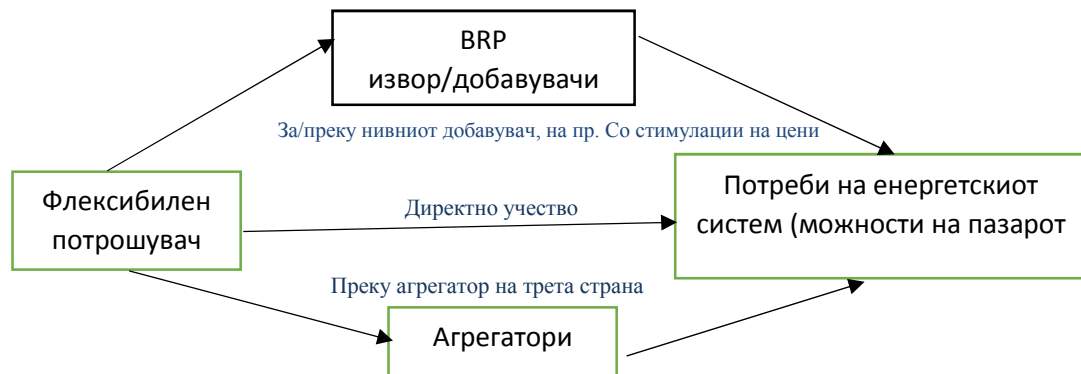 BRP
извор/добавувачи
За/преку нивниот добавувач, на пр. Со стимулации на цени
Флексибилен
потрошувач
Директно учество
Потреби на енергетскиот
систем (можности на пазарот
Преку агрегатор на трета страна
Агрегатори